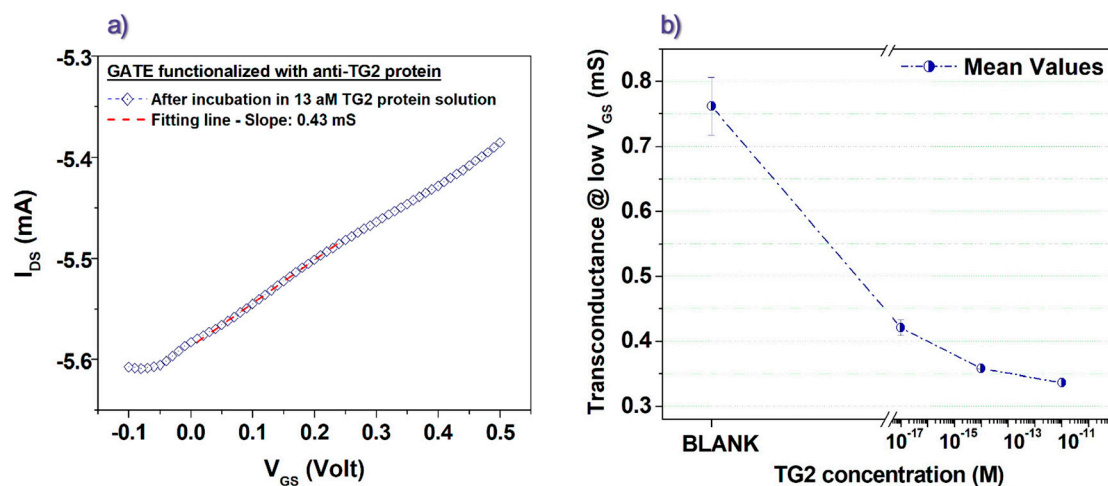 a)
GATE functionalized with anti-TG2 protein
After incubation in 13 aM TG2 protein solution
Fitting line - Slope: 0.43 mS
I_DS (mA)
-5.3
-5.4
-5.5
-5.6
-0.1 0.0 0.1 0.2 0.3 0.4 0.5
V_GS (Volt)
b)
Mean Values
Transconductance @ low V_GS (mS)
0.8
0.7
0.6
0.5
0.4
0.3
BLANK 10^-17 10^-15 10^-13 10^-11
TG2 concentration (M)